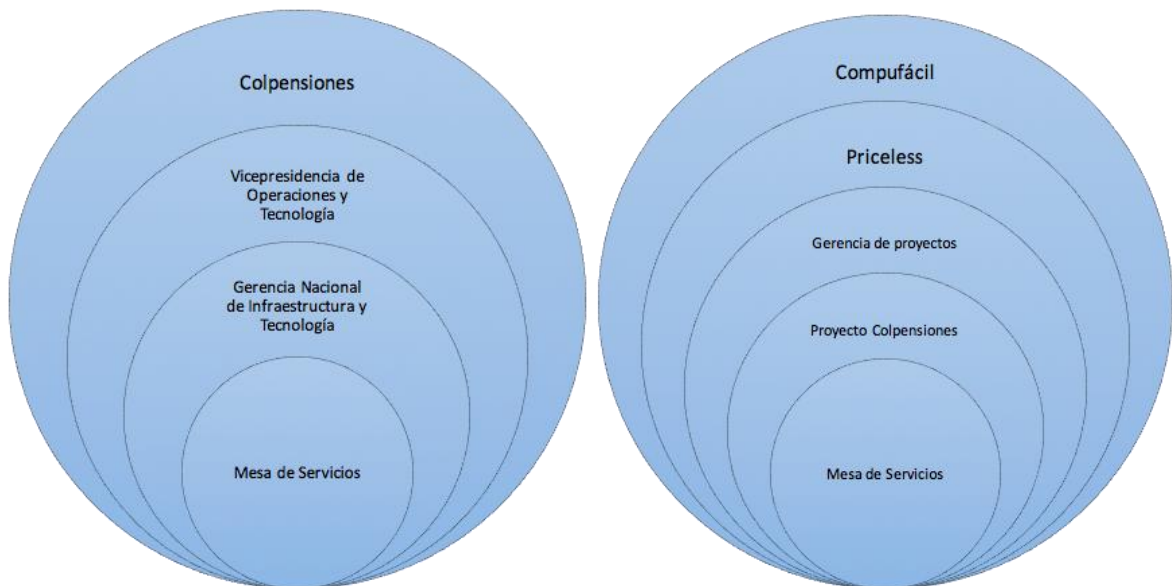 Colpensiones
Vicepresidencia de
Operaciones y
Tecnología
Gerencia Nacional
de Infraestructura y
Tecnología
Mesa de Servicios
Compufácil
Priceless
Gerencia de proyectos
Proyecto Colpensiones
Mesa de Servicios